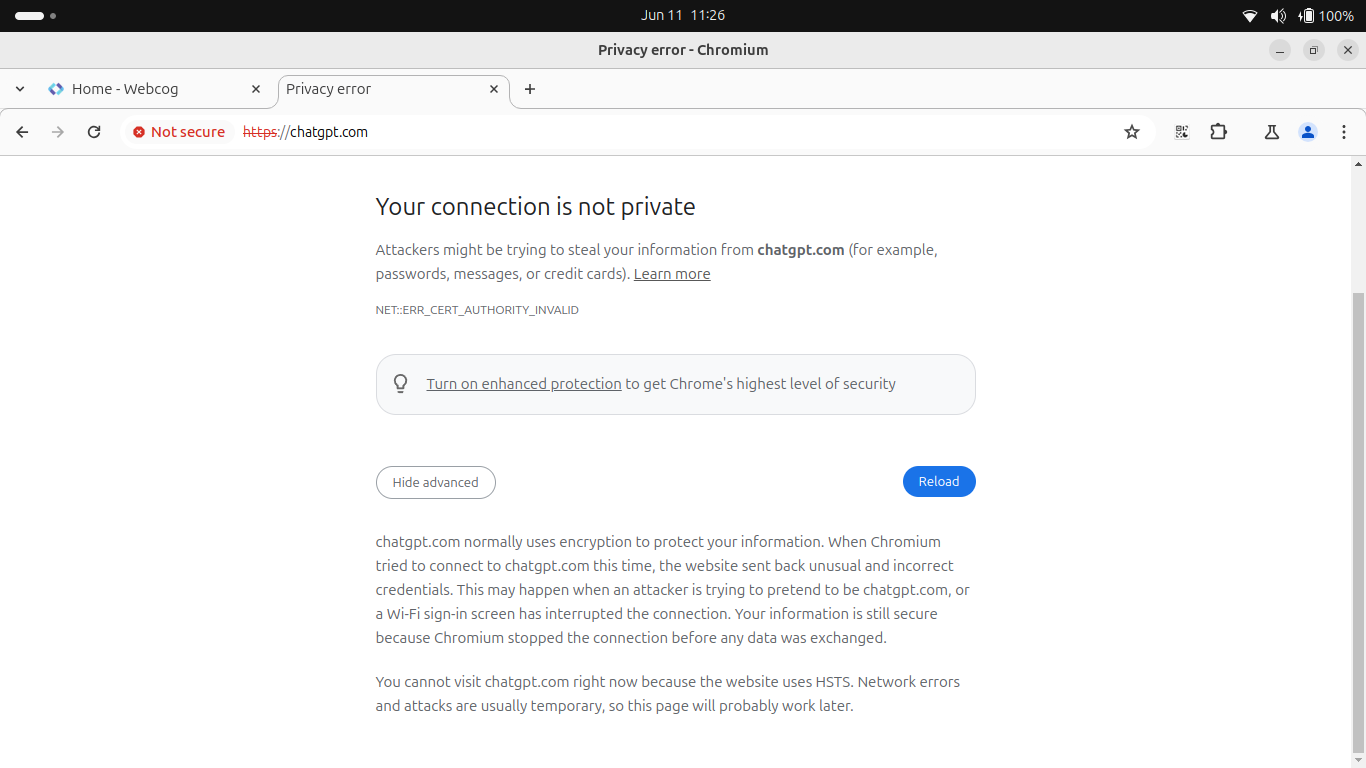 Jun 11 11:26
100%
Privacy error - Chromium
Home - Webcog
Privacy error
Not secure https://chatgpt.com
Your connection is not private
Attackers might be trying to steal your information from chatgpt.com (for example,
passwords, messages, or credit cards). Learn more
NET::ERR_CERT_AUTHORITY_INVALID
Turn on enhanced protection to get Chrome's highest level of security
Hide advanced
Reload
chatgpt.com normally uses encryption to protect your information. When Chromium
tried to connect to chatgpt.com this time, the website sent back unusual and incorrect
credentials. This may happen when an attacker is trying to pretend to be chatgpt.com, or
a Wi-Fi sign-in screen has interrupted the connection. Your information is still secure
because Chromium stopped the connection before any data was exchanged.
You cannot visit chatgpt.com right now because the website uses HSTS. Network errors
and attacks are usually temporary, so this page will probably work later.